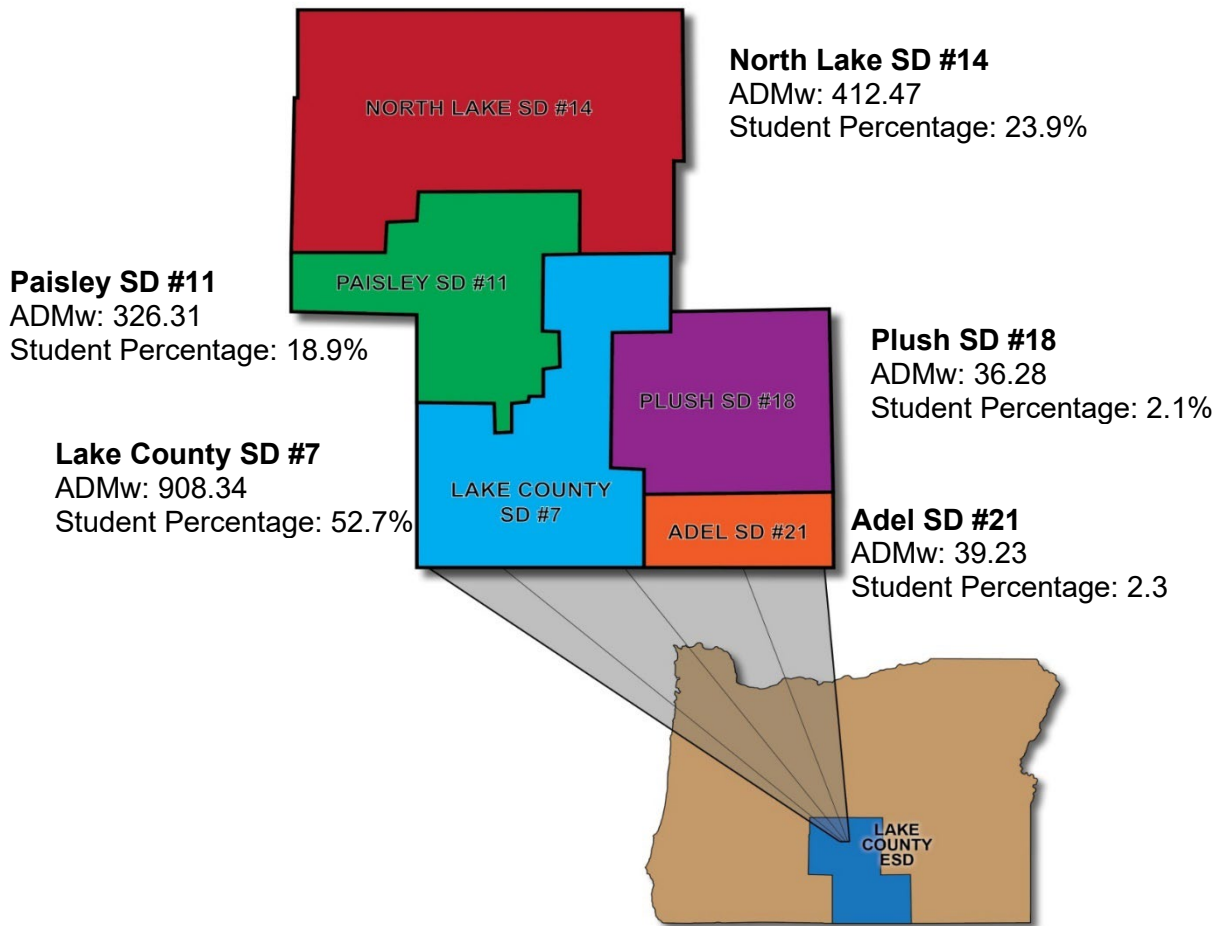 North Lake SD #14
ADMw: 412.47
Student Percentage: 23.9%
NORTH LAKE SD #14
Paisley SD #11
ADMw: 326.31
Student Percentage: 18.9%
PAISLEY SD #11
Plush SD #18
ADMw: 36.28
Student Percentage: 2.1%
PLUSH SD #18
Lake County SD #7
ADMw: 908.34
Student Percentage: 52.7%
LAKE COUNTY
SD #7
ADEL SD #21
Adel SD #21
ADMw: 39.23
Student Percentage: 2.3
LAKE
COUNTY
ESD